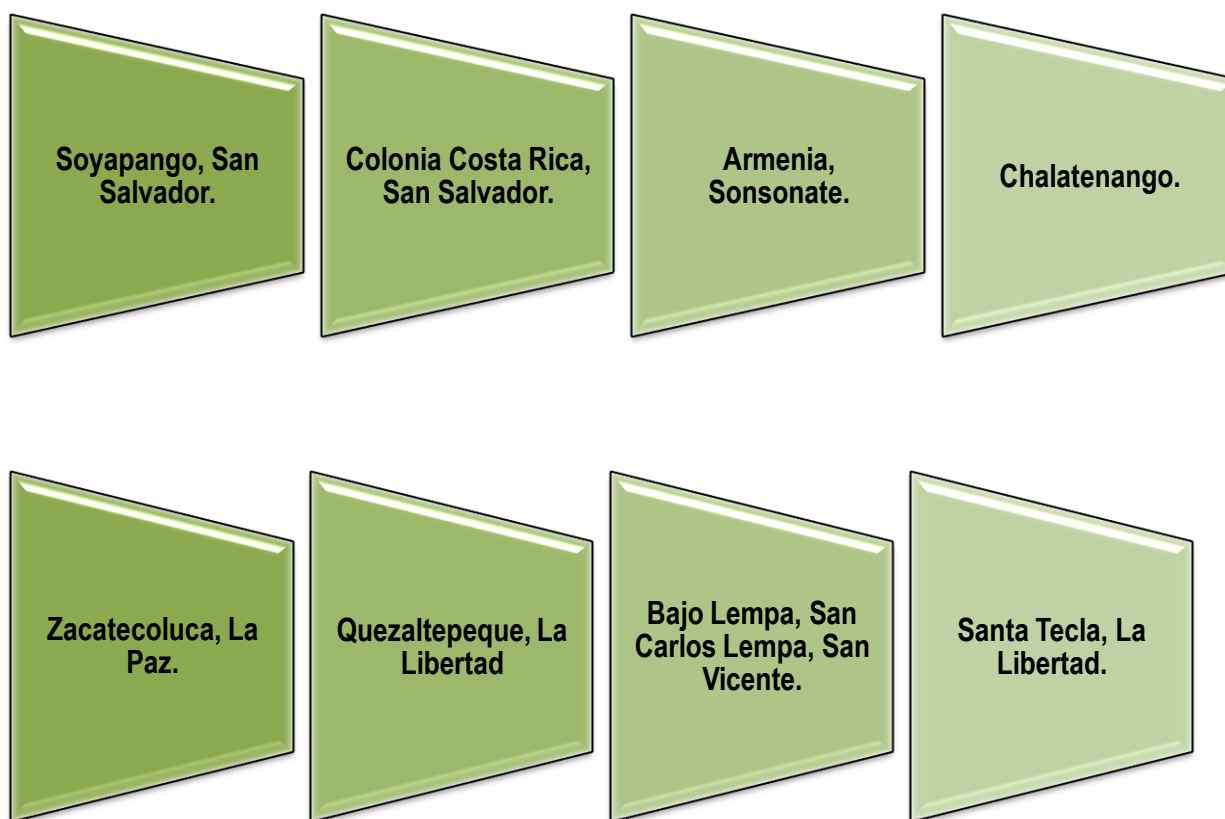 Soyapango, San
Salvador.
Colonia Costa Rica,
San Salvador.
Armenia,
Sonsonate.
Chalatenango.
Zacatecoluca, La
Paz.
Quezaltepeque, La
Libertad
Bajo Lempa, San
Carlos Lempa, San
Vicente.
Santa Tecla, La
Libertad.